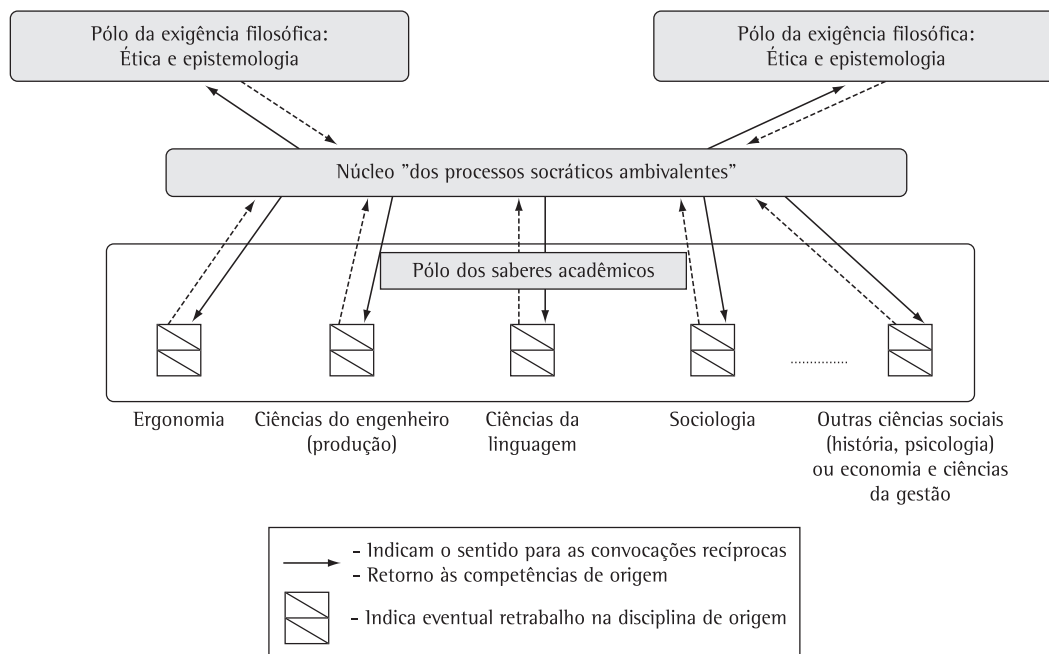 Pólo da exigência filosófica:
Ética e epistemologia
Pólo da exigência filosófica:
Ética e epistemologia
Núcleo ”dos processos socráticos ambivalentes”
Pólo dos saberes acadêmicos
Ergonomia
Ciências do engenheiro
(produção)
Ciências da
linguagem
Sociologia
...............
Outras ciências sociais
(história, psicologia)
ou economia e ciências
da gestão
- Indicam o sentido para as convocações recíprocas
- Retorno às competências de origem
- Indica eventual retrabalho na disciplina de origem